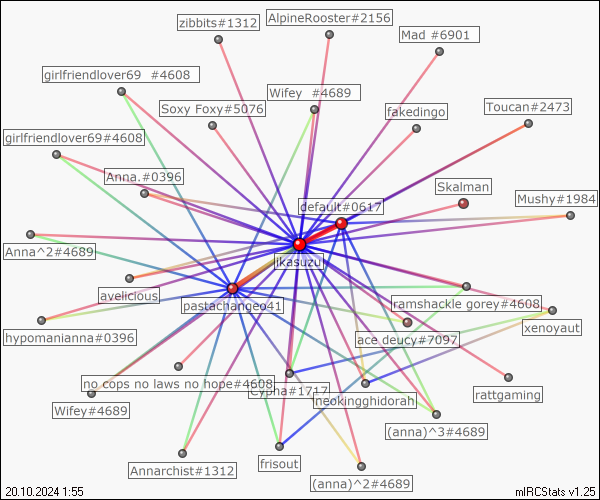 zibbits#1312
AlpineRooster#2156
Mad #6901
girlfriendlover69 #4608
Wifey #4689
Soxy Foxy#5076
fakedingo
Toucan#2473
girlfriendlover69#4608
Anna.#0396
Skalman
default#0617
Mushy#1984
Anna^2#4689
ikasuzu
avelicious
pastachangeo41
ramshackle gorey#4608
hypomanianna#0396
xenoyaut
ace deucy#7097
no cops no laws no hope#4608
Cypha#1717
rattgaming
neokingghidorah
Wifey#4689
(anna)^3#4689
Annarchist#1312
frisout
(anna)^2#4689
20.10.2024 1:55
mIRCStats v1.25